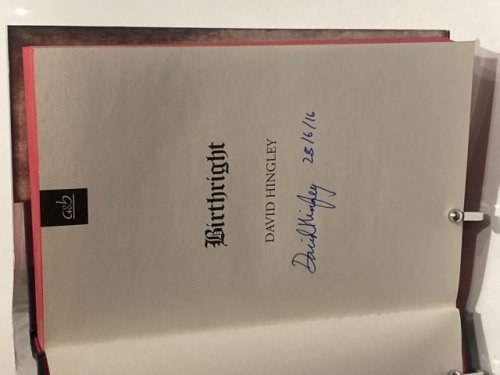 Birthright
DAVID HINGLEY
David Hingley 28/6/16
a&b